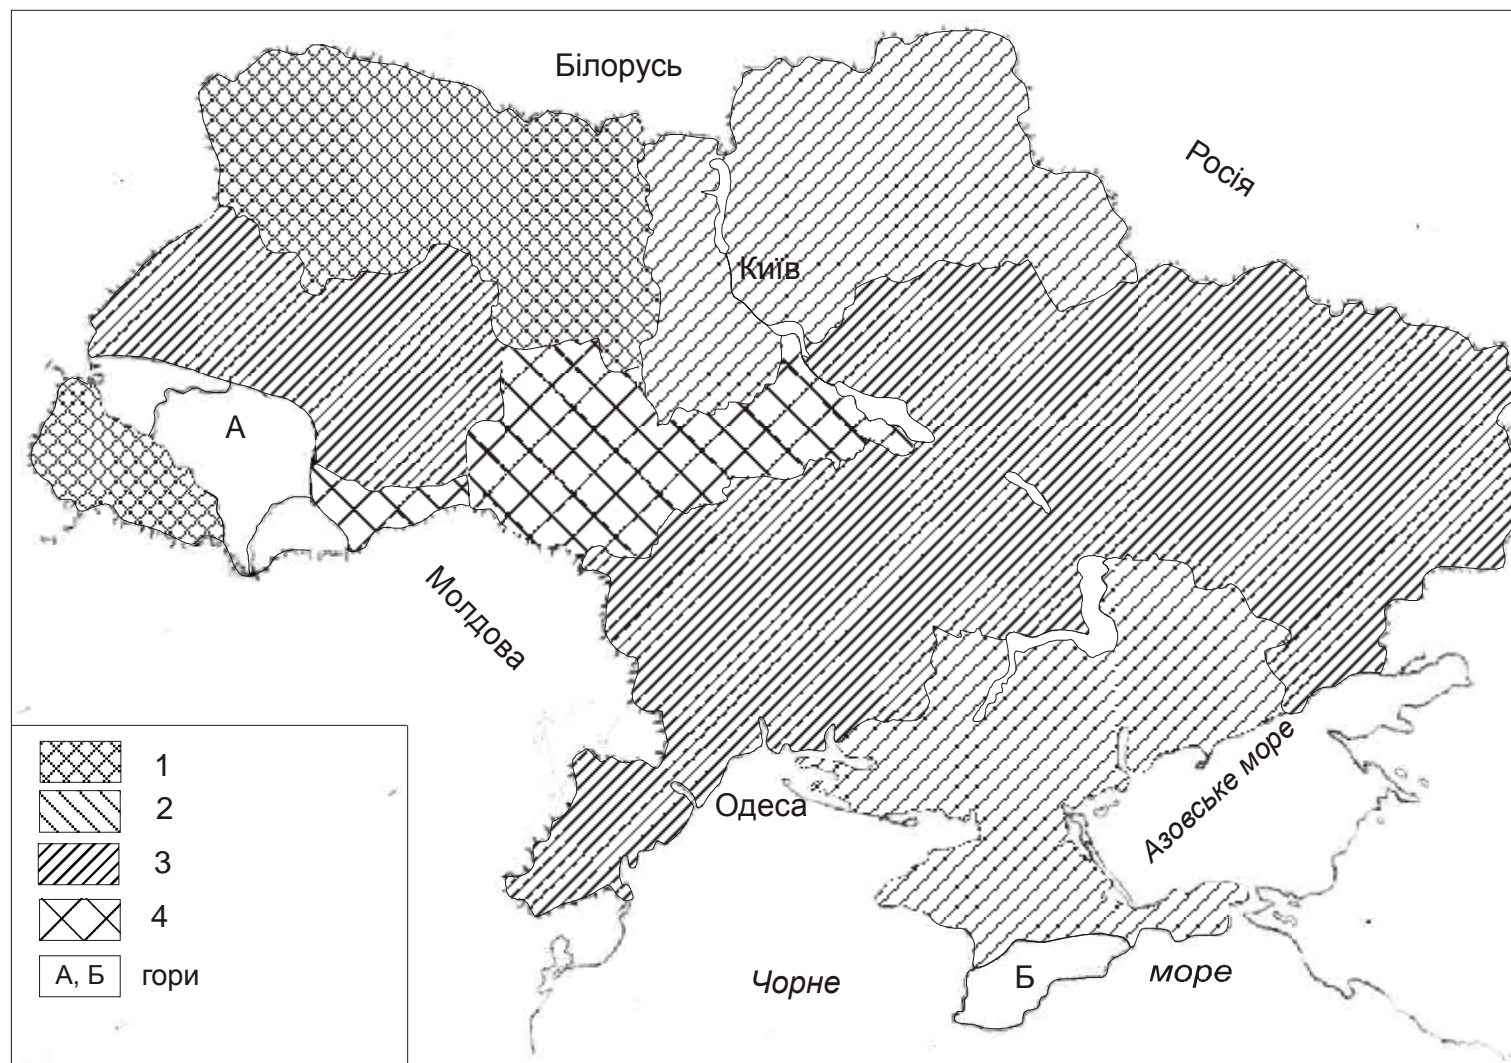 Білорусь
Росія
Київ
А
Молдова
Одеса
Азовське море
Чорне
море
Б
1
2
3
4
А, Б гори